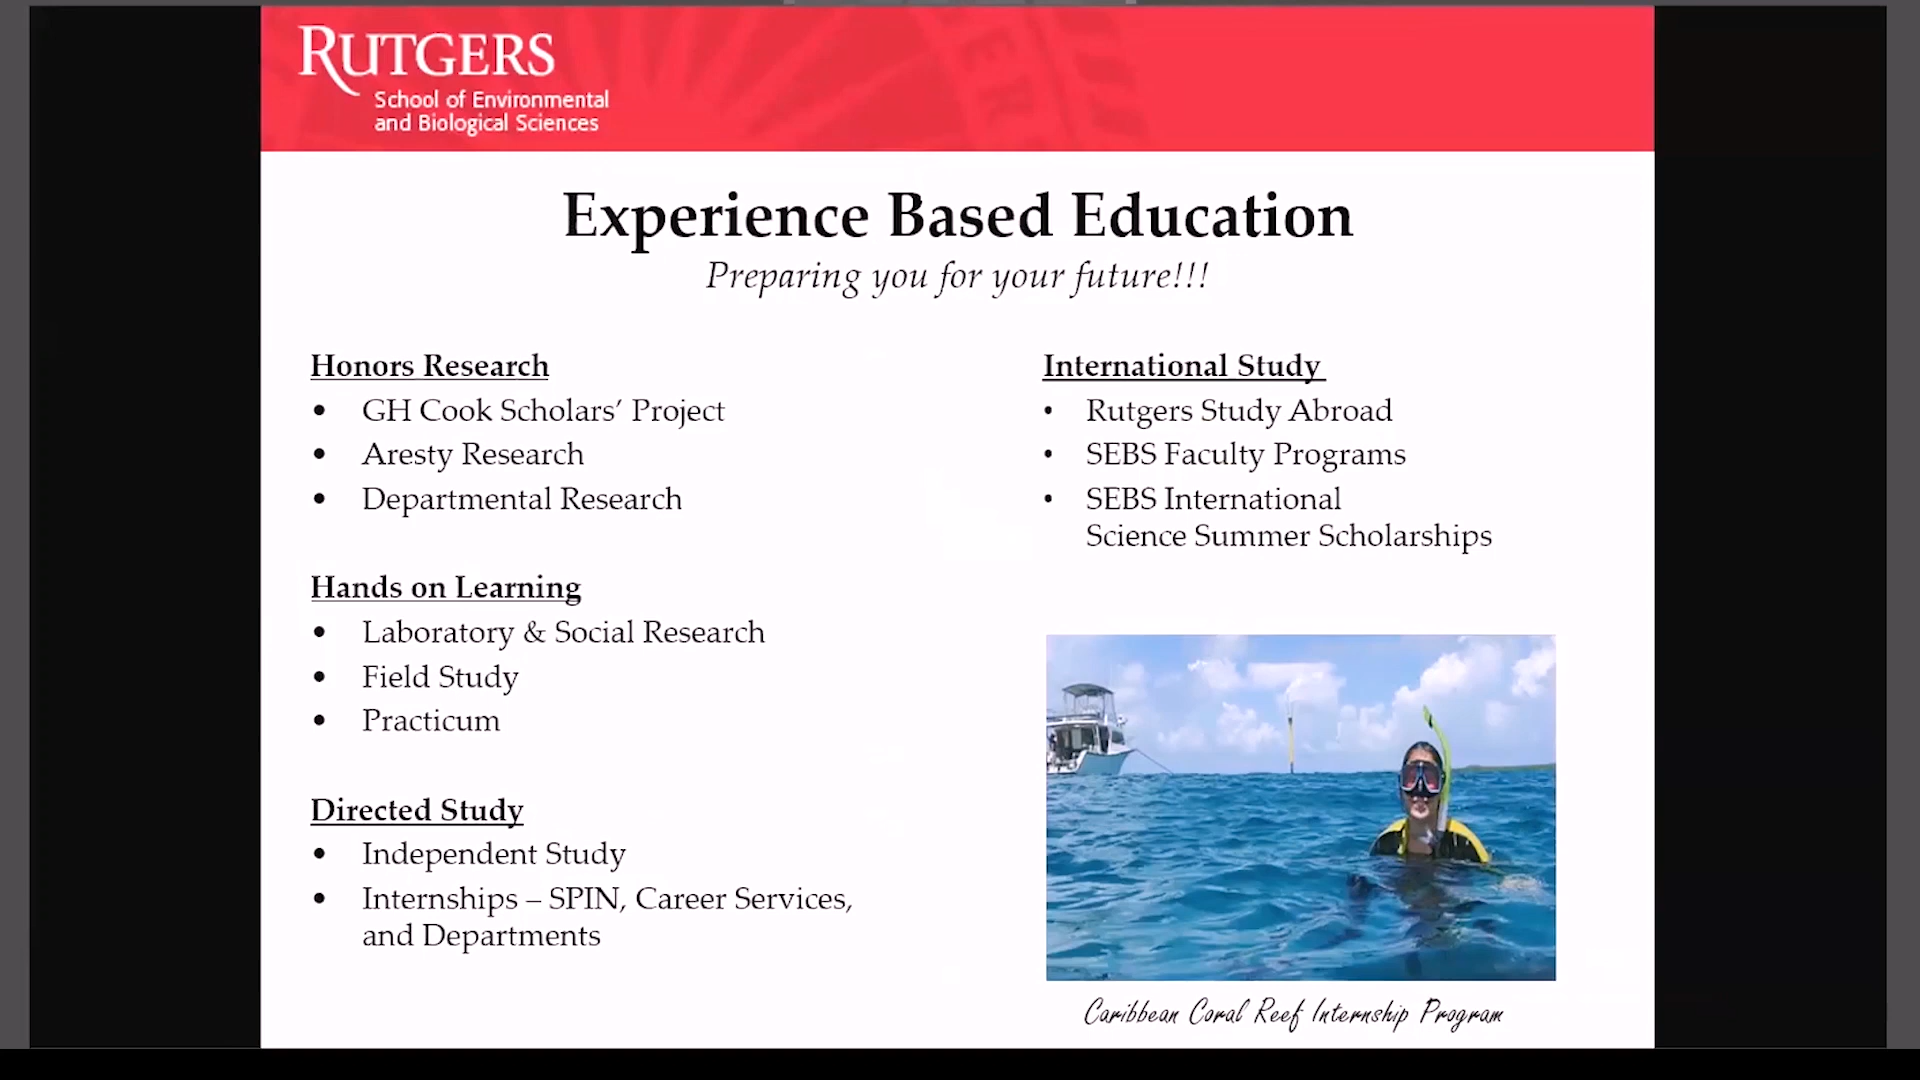 RUTGERS
School of Environmental
and Biological Sciences
Experience Based Education
Preparing you for your future!!!
Honors Research
• GH Cook Scholars’ Project
• Aresty Research
• Departmental Research
Hands on Learning
• Laboratory & Social Research
• Field Study
• Practicum
Directed Study
• Independent Study
• Internships – SPIN, Career Services,
and Departments
International Study
• Rutgers Study Abroad
• SEBS Faculty Programs
• SEBS International
Science Summer Scholarships
Caribbean Coral Reef Internship Program